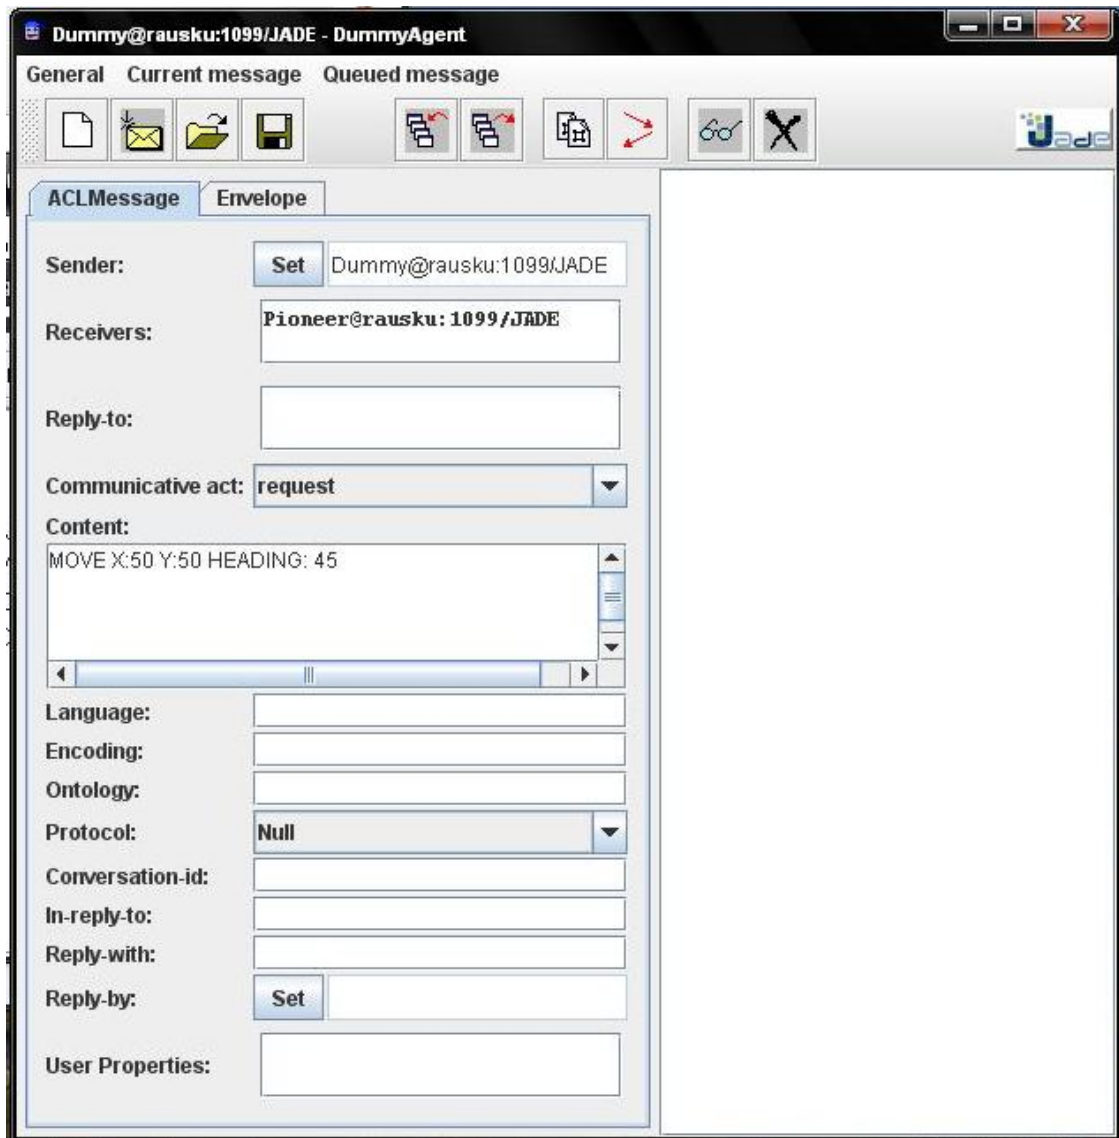 Dummy@rausku:1099/JADE - DummyAgent
General Current message Queued message
Jade
ACLMessage Envelope
Sender: Set Dummy@rausku:1099/JADE
Receivers: Pioneer@rausku:1099/JADE
Reply-to:
Communicative act: request
Content:
MOVE X:50 Y:50 HEADING: 45
Language:
Encoding:
Ontology:
Protocol: Null
Conversation-id:
In-reply-to:
Reply-with:
Reply-by: Set
User Properties: